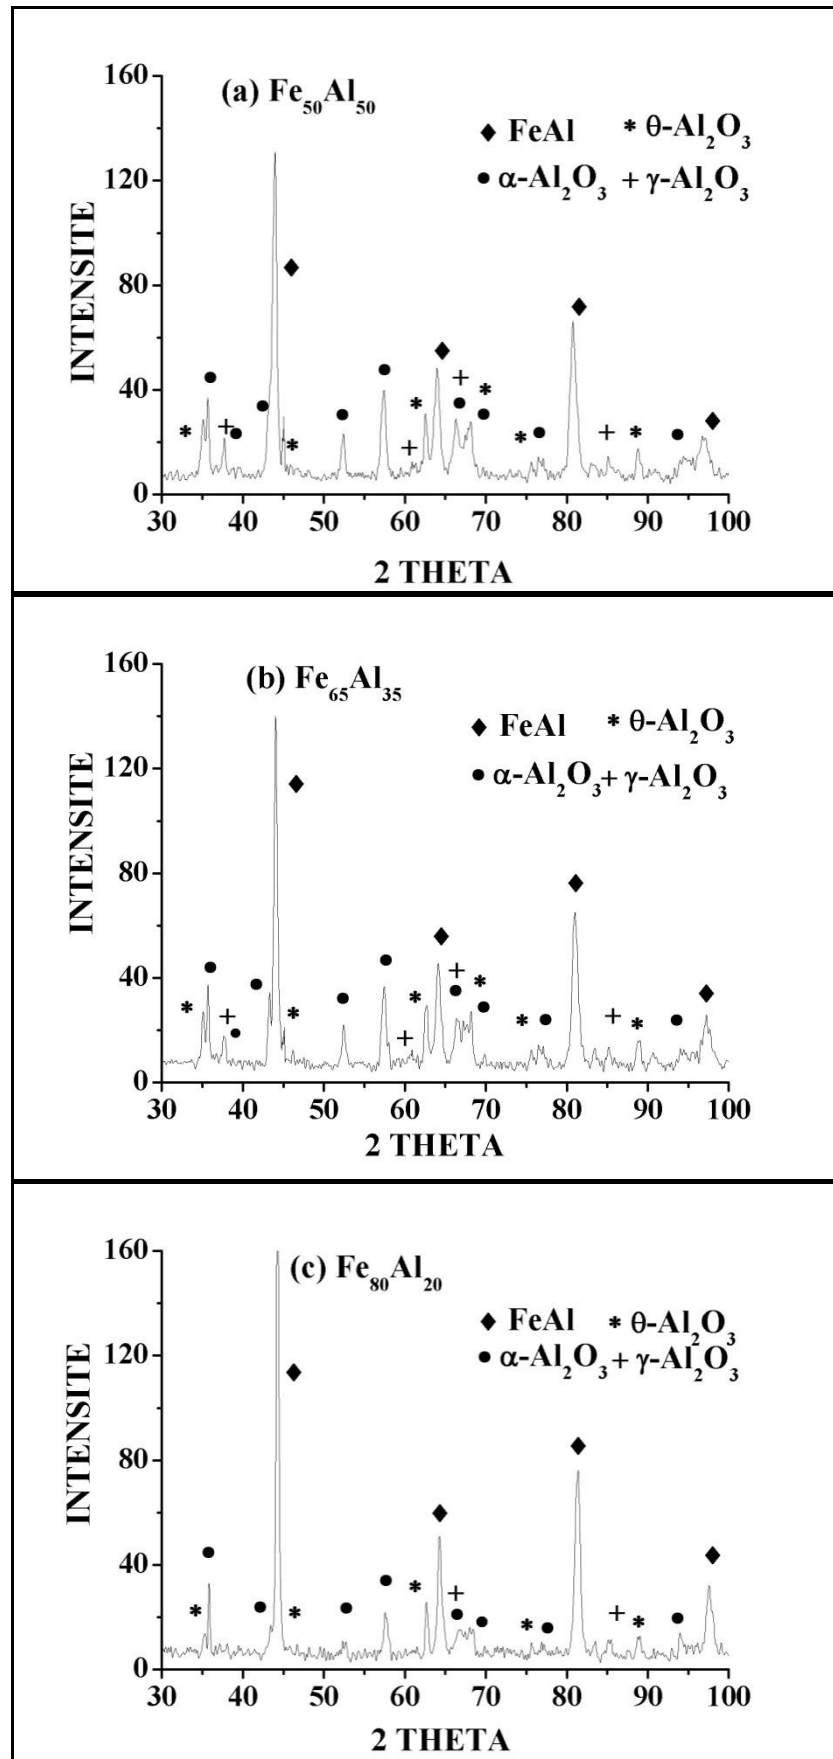 (a) Fe₅₀Al₅₀
◆ FeAl * θ-Al₂O₃
● α-Al₂O₃ + γ-Al₂O₃
INTENSITE
160
120
80
40
0
30 40 50 60 70 80 90 100
2 THETA
(b) Fe₆₅Al₃₅
◆ FeAl * θ-Al₂O₃
● α-Al₂O₃ + γ-Al₂O₃
INTENSITE
160
120
80
40
0
30 40 50 60 70 80 90 100
2 THETA
(c) Fe₈₀Al₂₀
◆ FeAl * θ-Al₂O₃
● α-Al₂O₃ + γ-Al₂O₃
INTENSITE
160
120
80
40
0
30 40 50 60 70 80 90 100
2 THETA